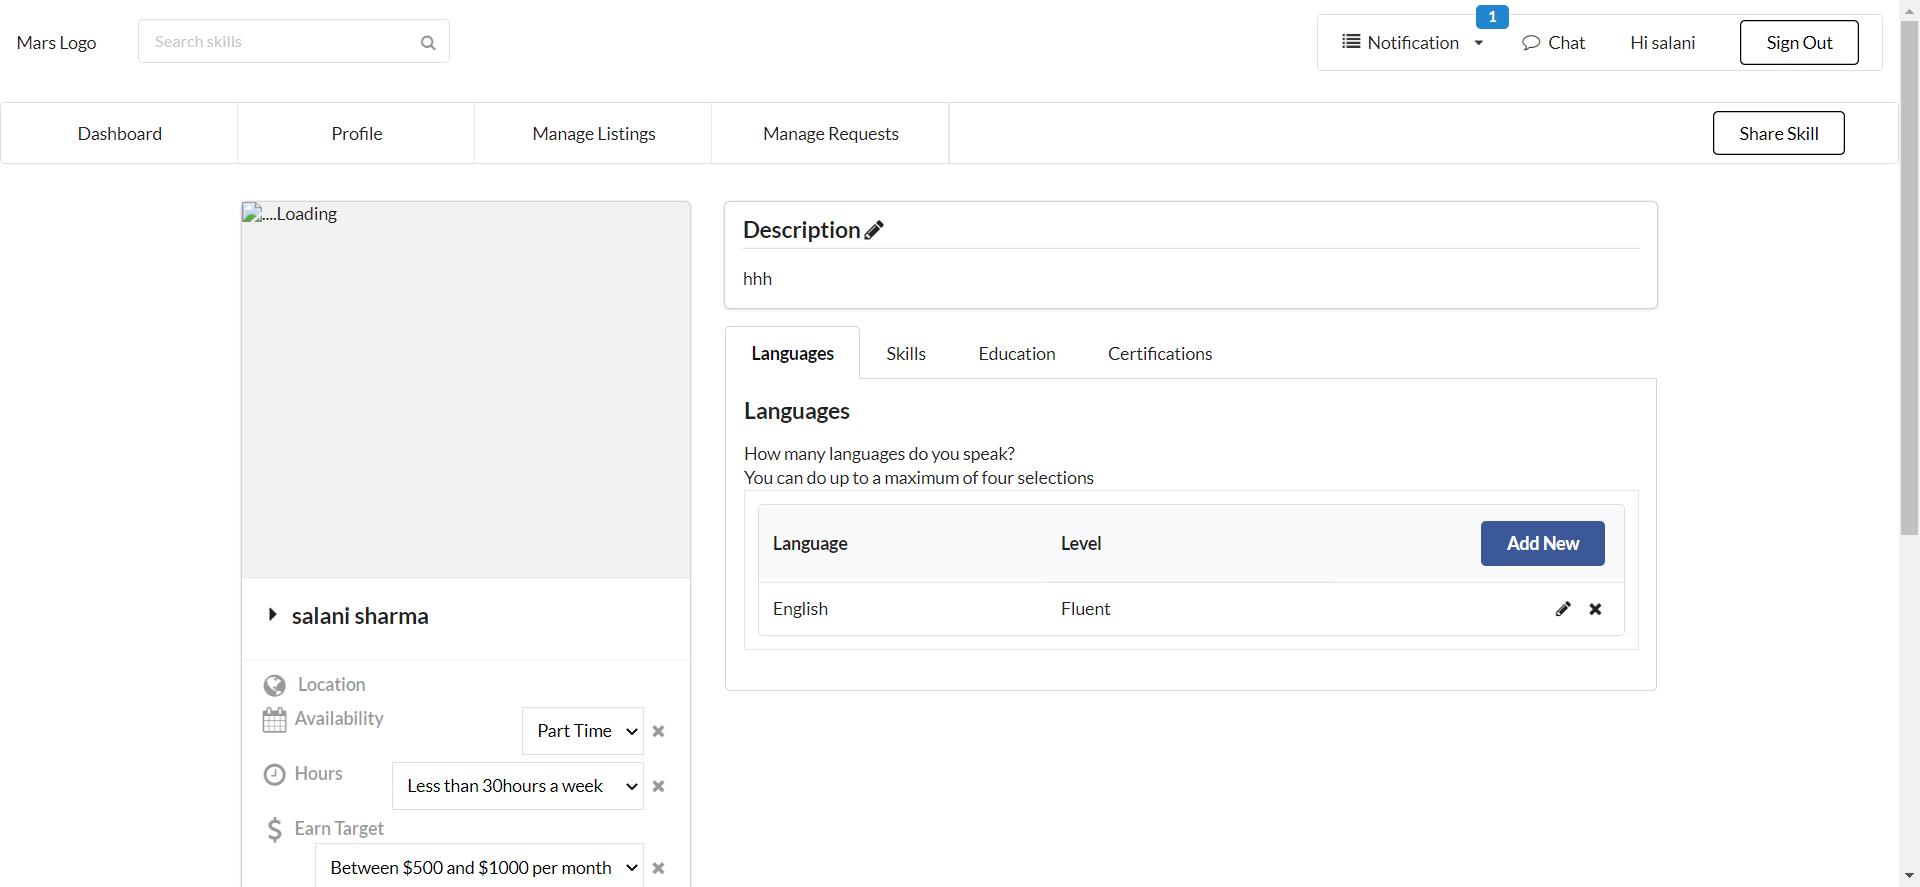 Mars Logo
Search skills
1
Notification
Chat
Hi salani
Sign Out
Dashboard
Profile
Manage Listings
Manage Requests
Share Skill
....Loading
salani sharma
Location
Availability
Part Time
Hours
Less than 30hours a week
Earn Target
Between $500 and $1000 per month
Description
hhh
Languages
Skills
Education
Certifications
Languages
How many languages do you speak?
You can do up to a maximum of four selections
Language
Level
Add New
English
Fluent